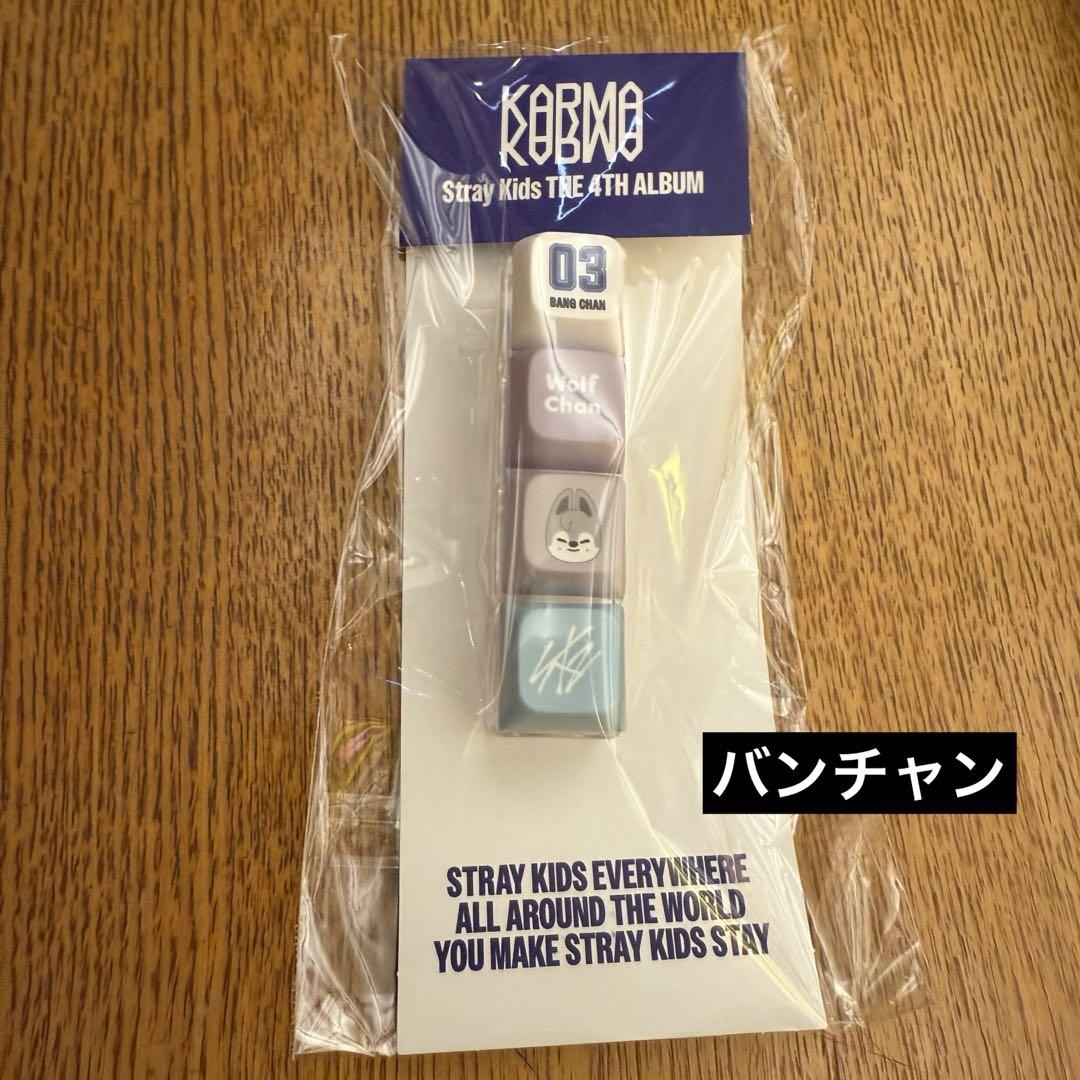 KARMA
Stray Kids THE 4TH ALBUM
03
BANG CHAN
Wolf
Chan
SKZ
バンチャン
STRAY KIDS EVERYWHERE
ALL AROUND THE WORLD
YOU MAKE STRAY KIDS STAY